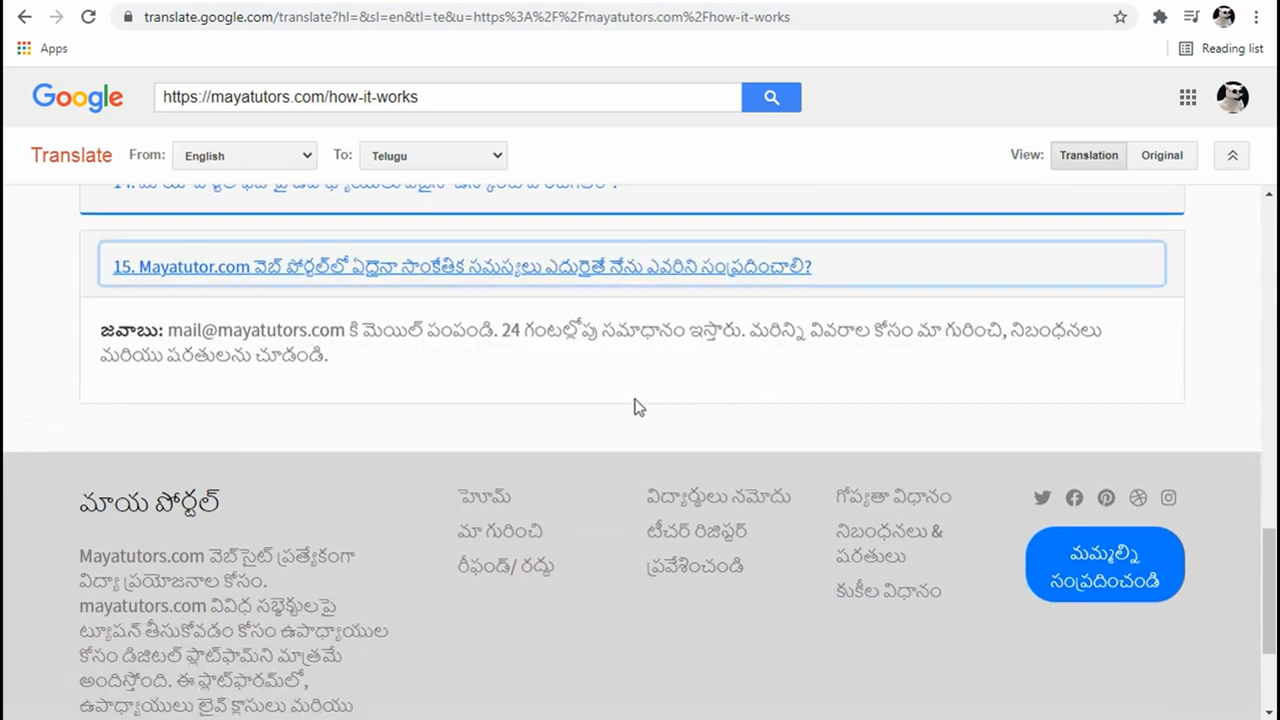 translate.google.com/translate?hl=&sl=en&tl=te&u=https%3A%2F%2Fmayatutors.com%2Fhow-it-works
Apps
Reading list
Google
https://mayatutors.com/how-it-works
Translate
From:
English
To:
Telugu
View:
Translation
Original
15. Mayatutor.com వెబ్ పోర్టల్‌లో ఏదైనా సాంకేతిక సమస్యలు ఎదురైతే నేను ఎవరిని సంప్రదించాలి?
జవాబు: mail@mayatutors.com కి మెయిల్ పంపండి. 24 గంటల్లోపు సమాధానం ఇస్తారు. మరిన్ని వివరాల కోసం మా గురించి, నిబంధనలు
మరియు షరతులను చూడండి.
మాయ పోర్టల్
Mayatutors.com వెబ్‌సైట్ ప్రత్యేకంగా
విద్యా ప్రయోజనాల కోసం.
mayatutors.com వివిధ సబ్జెక్టులపై
ట్యూషన్ తీసుకోవడం కోసం ఉపాధ్యాయుల
కోసం డిజిటల్ ప్లాట్‌ఫామ్‌ని మాత్రమే
అందిస్తోంది. ఈ ప్లాట్‌ఫారమ్‌లో,
ఉపాధ్యాయులు లైవ్ క్లాసులు మరియు
హెూమ్
మా గురించి
రీఫండ్/ రద్దు
విద్యార్థులు నమోదు
టీచర్ రిజిస్టర్
ప్రవేశించండి
గోప్యతా విధానం
నిబంధనలు &
షరతులు
కుకీల విధానం
మమ్మల్ని
సంప్రదించండి